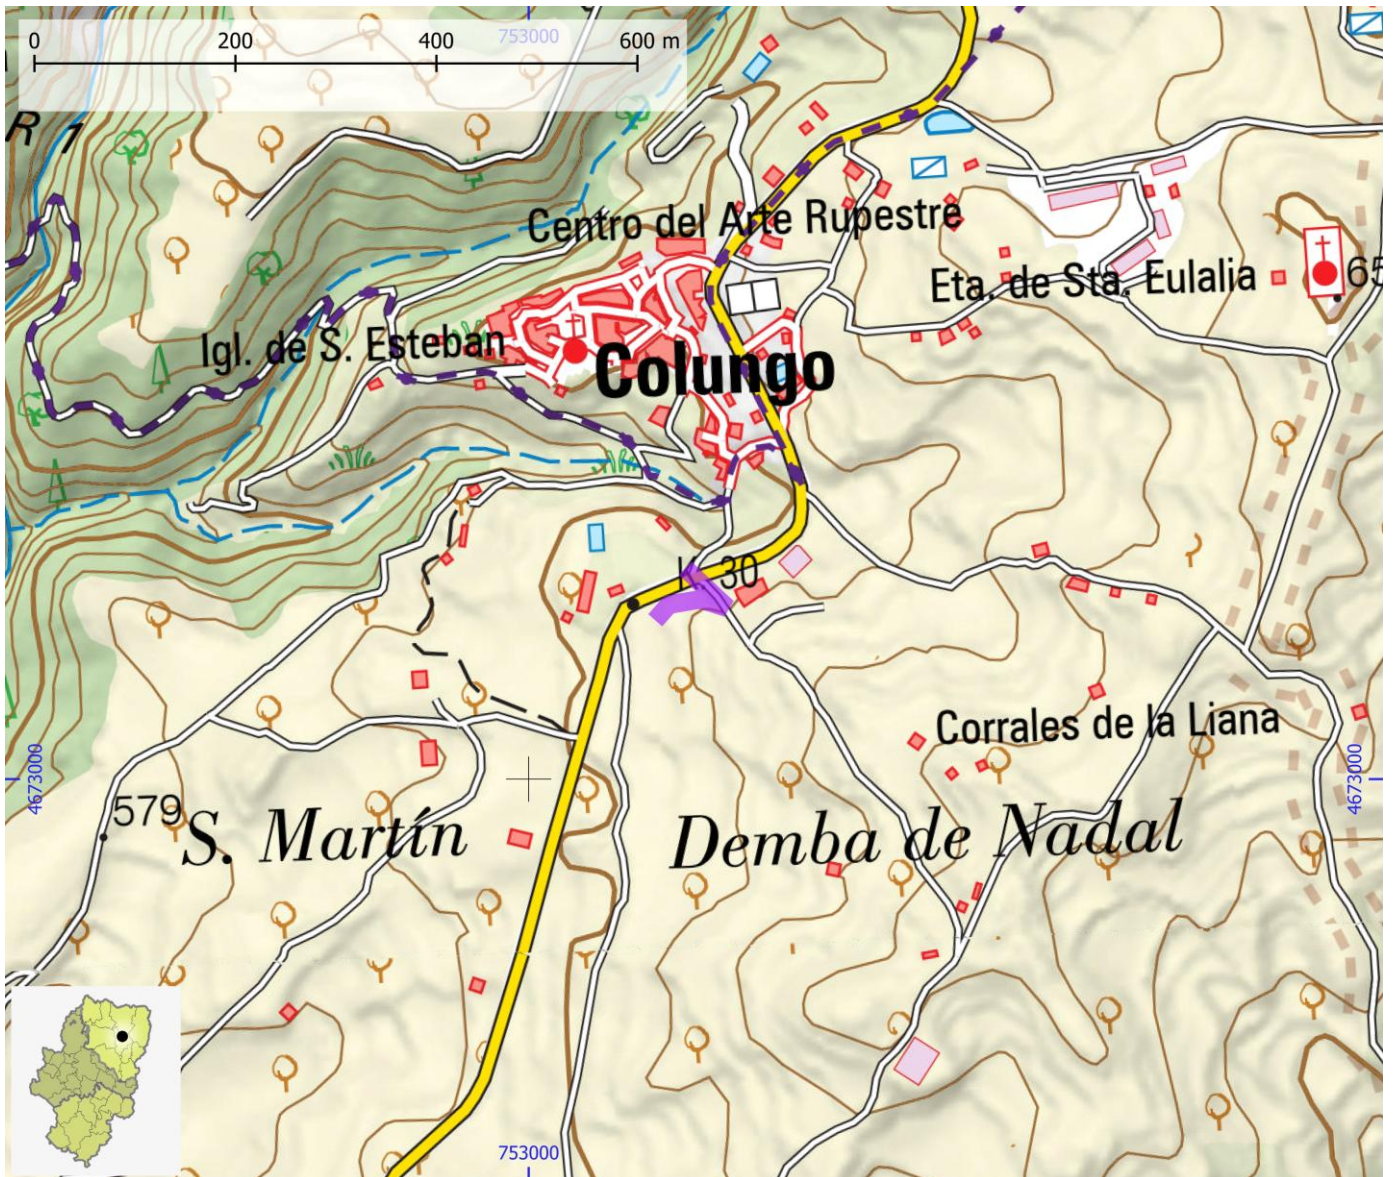 0 200 400 600 m
753000
R 1
Centro del Arte Rupestre
Eta. de Sta. Eulalia
65
Igl. de S. Esteban
Colungo
30
Corrales de la Liana
4673000
4673000
579
S. Martín
Demba de Nadal
753000